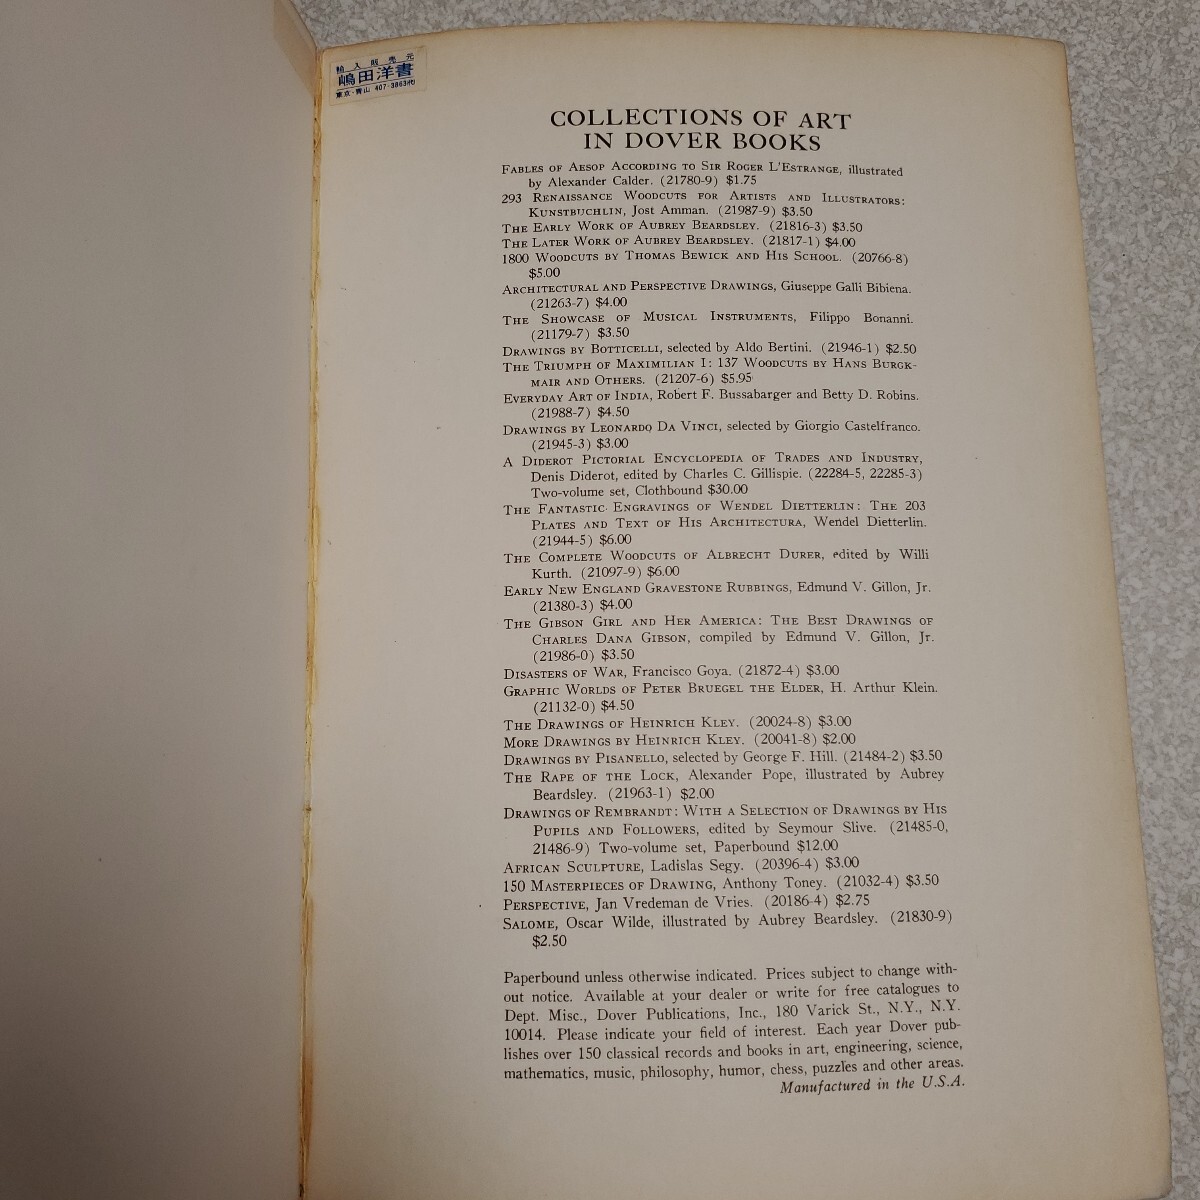 輸入販売元
嶋田洋書
東京・青山 407-3863代
COLLECTIONS OF ART
IN DOVER BOOKS
FABLES OF AESOP ACCORDING TO SIR ROGER L'ESTRANGE, illustrated
by Alexander Calder. (21780-9) $1.75
293 RENAISSANCE WOODCUTS FOR ARTISTS AND ILLUSTRATORS:
KUNSTBUCHLIN, Jost Amman. (21987-9) $3.50
THE EARLY WORK OF AUBREY BEARDSLEY. (21816-3) $3.50
THE LATER WORK OF AUBREY BEARDSLEY. (21817-1) $4.00
1800 WOODCUTS BY THOMAS BEWICK AND HIS SCHOOL. (20766-8)
$5.00
ARCHITECTURAL AND PERSPECTIVE DRAWINGS, Giuseppe Galli Bibiena.
(21263-7) $4.00
THE SHOWCASE OF MUSICAL INSTRUMENTS, Filippo Bonanni.
(21179-7) $3.50
DRAWINGS BY BOTTICELLI, selected by Aldo Bertini. (21946-1) $2.50
THE TRIUMPH OF MAXIMILIAN I: 137 WOODCUTS BY HANS BURGK-
MAIR AND OTHERS. (21207-6) $5.95
EVERYDAY ART OF INDIA, Robert F. Bussabarger and Betty D. Robins.
(21988-7) $4.50
DRAWINGS BY LEONARDO DA VINCI, selected by Giorgio Castelfranco.
(21945-3) $3.00
A DIDEROT PICTORIAL ENCYCLOPEDIA OF TRADES AND INDUSTRY,
Denis Diderot, edited by Charles C. Gillispie. (22284-5, 22285-3)
Two-volume set, Clothbound $30.00
THE FANTASTIC ENGRAVINGS OF WENDEL DIETTERLIN: THE 203
PLATES AND TEXT OF HIS ARCHITECTURA, Wendel Dietterlin.
(21944-5) $6.00
THE COMPLETE WOODCUTS OF ALBRECHT DURER, edited by Willi
Kurth. (21097-9) $6.00
EARLY NEW ENGLAND GRAVESTONE RUBBINGS, Edmund V. Gillon, Jr.
(21380-3) $4.00
THE GIBSON GIRL AND HER AMERICA: THE BEST DRAWINGS OF
CHARLES DANA GIBSON, compiled by Edmund V. Gillon, Jr.
(21986-0) $3.50
DISASTERS OF WAR, Francisco Goya. (21872-4) $3.00
GRAPHIC WORLDS OF PETER BRUEGEL THE ELDER, H. Arthur Klein.
(21132-0) $4.50
THE DRAWINGS OF HEINRICH KLEY. (20024-8) $3.00
MORE DRAWINGS BY HEINRICH KLEY. (20041-8) $2.00
DRAWINGS BY PISANELLO, selected by George F. Hill. (21484-2) $3.50
THE RAPE OF THE LOCK, Alexander Pope, illustrated by Aubrey
Beardsley. (21963-1) $2.00
DRAWINGS OF REMBRANDT: WITH A SELECTION OF DRAWINGS BY HIS
PUPILS AND FOLLOWERS, edited by Seymour Slive. (21485-0,
21486-9) Two-volume set, Paperbound $12.00
AFRICAN SCULPTURE, Ladislas Segy. (20396-4) $3.00
150 MASTERPIECES OF DRAWING, Anthony Toney. (21032-4) $3.50
PERSPECTIVE, Jan Vredeman de Vries. (20186-4) $2.75
SALOME, Oscar Wilde, illustrated by Aubrey Beardsley. (21830-9)
$2.50
Paperbound unless otherwise indicated. Prices subject to change with-
out notice. Available at your dealer or write for free catalogues to
Dept. Misc., Dover Publications, Inc., 180 Varick St., N.Y., N.Y.
10014. Please indicate your field of interest. Each year Dover pub-
lishes over 150 classical records and books in art, engineering, science,
mathematics, music, philosophy, humor, chess, puzzles and other areas.
Manufactured in the U.S.A.